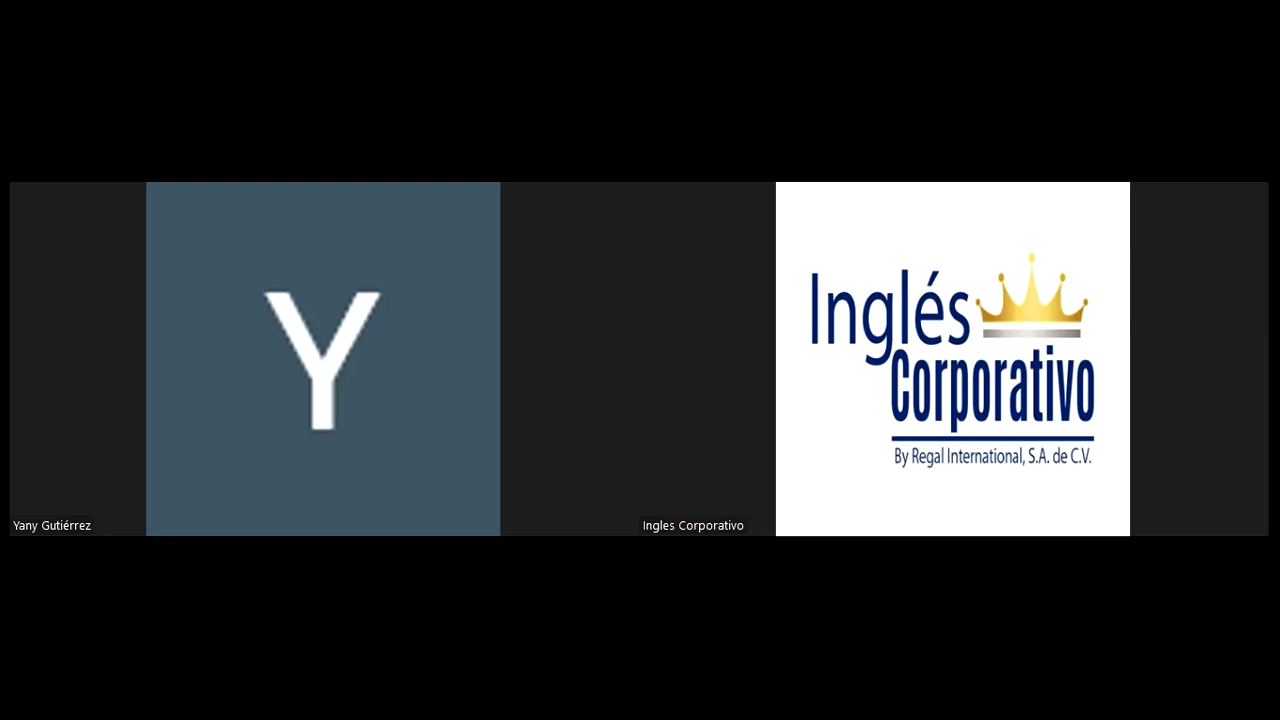 Y
Yany Gutiérrez
Inglés
Corporativo
By Regal International, S.A. de C.V.
Ingles Corporativo